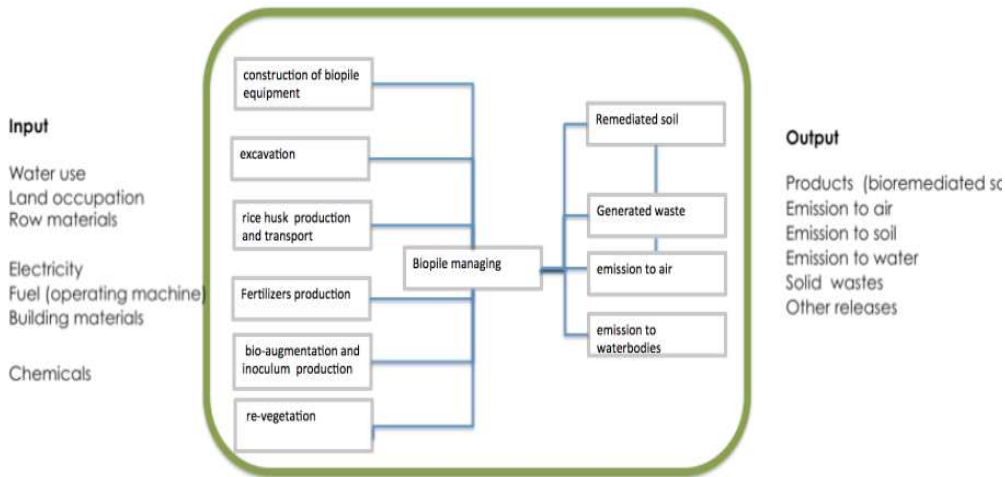 Input
Water use
Land occupation
Row materials
Electricity
Fuel (operating machine)
Building materials
Chemicals
construction of biopile
equipment
excavation
rice husk production
and transport
Fertilizers production
bio-augmentation and
inoculum production
re-vegetation
Biopile managing
Remediated soil
Generated waste
emission to air
emission to
waterbodies
Output
Products (bioremediated
Emission to air
Emission to soil
Emission to water
Solid wastes
Other releases